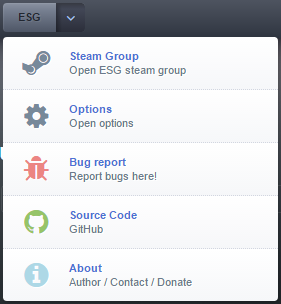 ESG
Steam Group
Open ESG steam group
Options
Open options
Bug report
Report bugs here!
Source Code
GitHub
About
Author / Contact / Donate